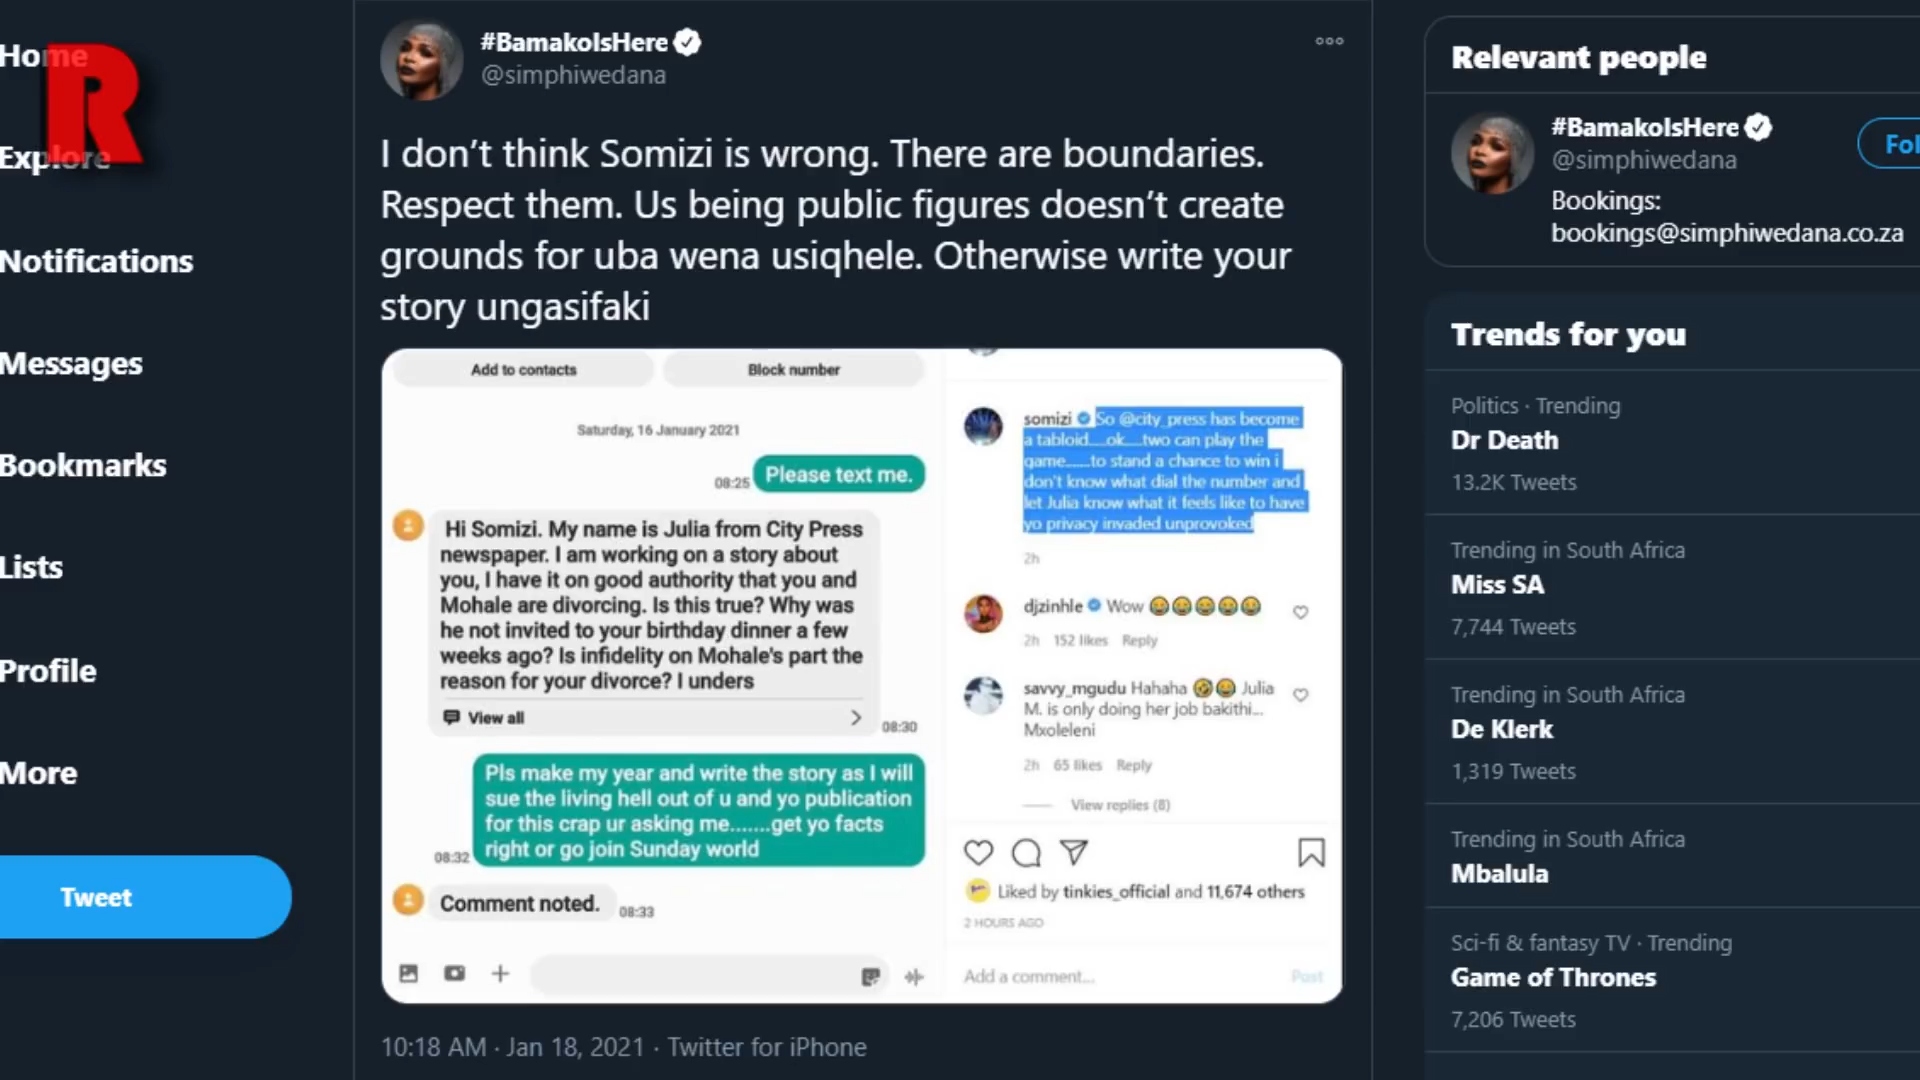 Home
R
Explore
Notifications
Messages
Bookmarks
Lists
Profile
More
Tweet
#BamakoIsHere
@simphiwedana
I don’t think Somizi is wrong. There are boundaries.
Respect them. Us being public figures doesn’t create
grounds for uba wena usiqhele. Otherwise write your
story ungasifaki
Add to contacts
Block number
Saturday, 16 January 2021
08:25
Please text me.
Hi Somizi. My name is Julia from City Press
newspaper. I am working on a story about
you, I have it on good authority that you and
Mohale are divorcing. Is this true? Why was
he not invited to your birthday dinner a few
weeks ago? Is infidelity on Mohale's part the
reason for your divorce? I unders
View all
08:30
Pls make my year and write the story as I will
sue the living hell out of u and yo publication
for this crap ur asking me.......get yo facts
right or go join Sunday world
08:32
Comment noted.
08:33
somizi So @city_press has become
a tabloid....ok....two can play the
game......to stand a chance to win i
don't know what dial the number and
let Julia know what it feels like to have
yo privacy invaded unprovoked
2h
djzinhle Wow 😂😂😂😂😂
2h 152 likes Reply
savvy_mgudu Hahaha 🤣😂 Julia
M. is only doing her job bakithi...
Mxoleleni
2h 65 likes Reply
View replies (8)
Liked by tinkies_official and 11,674 others
2 HOURS AGO
Add a comment...
Post
10:18 AM · Jan 18, 2021 · Twitter for iPhone
Relevant people
#BamakoIsHere
@simphiwedana
Fol
Bookings:
bookings@simphiwedana.co.za
Trends for you
Politics · Trending
Dr Death
13.2K Tweets
Trending in South Africa
Miss SA
7,744 Tweets
Trending in South Africa
De Klerk
1,319 Tweets
Trending in South Africa
Mbalula
Sci-fi & fantasy TV · Trending
Game of Thrones
7,206 Tweets